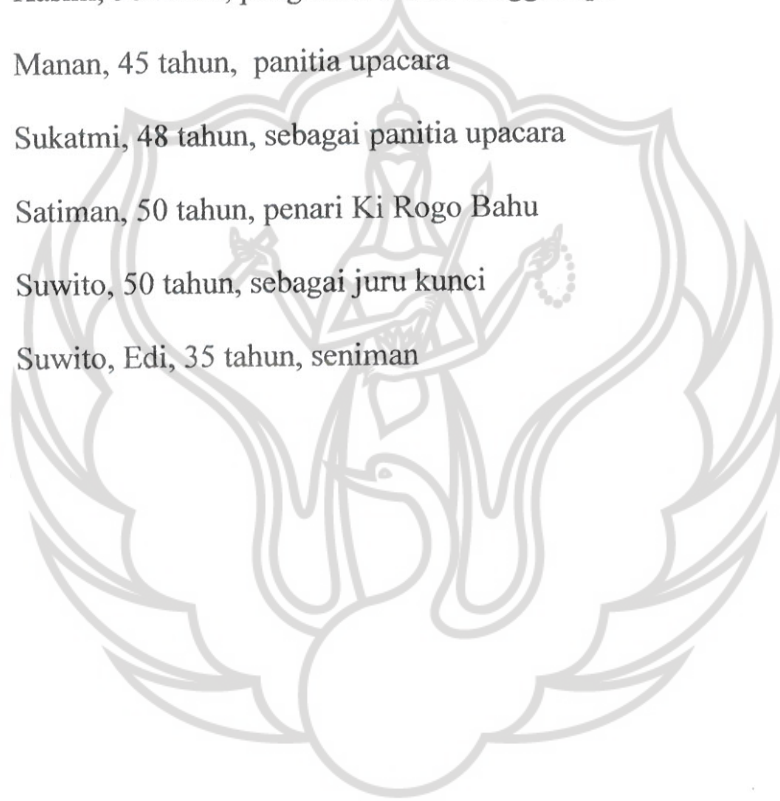 Manan, 45 tahun, panitia upacara
Sukatmi, 48 tahun, sebagai panitia upacara
Satiman, 50 tahun, penari Ki Rogo Bahu
Suwito, 50 tahun, sebagai juru kunci
Suwito, Edi, 35 tahun, seniman